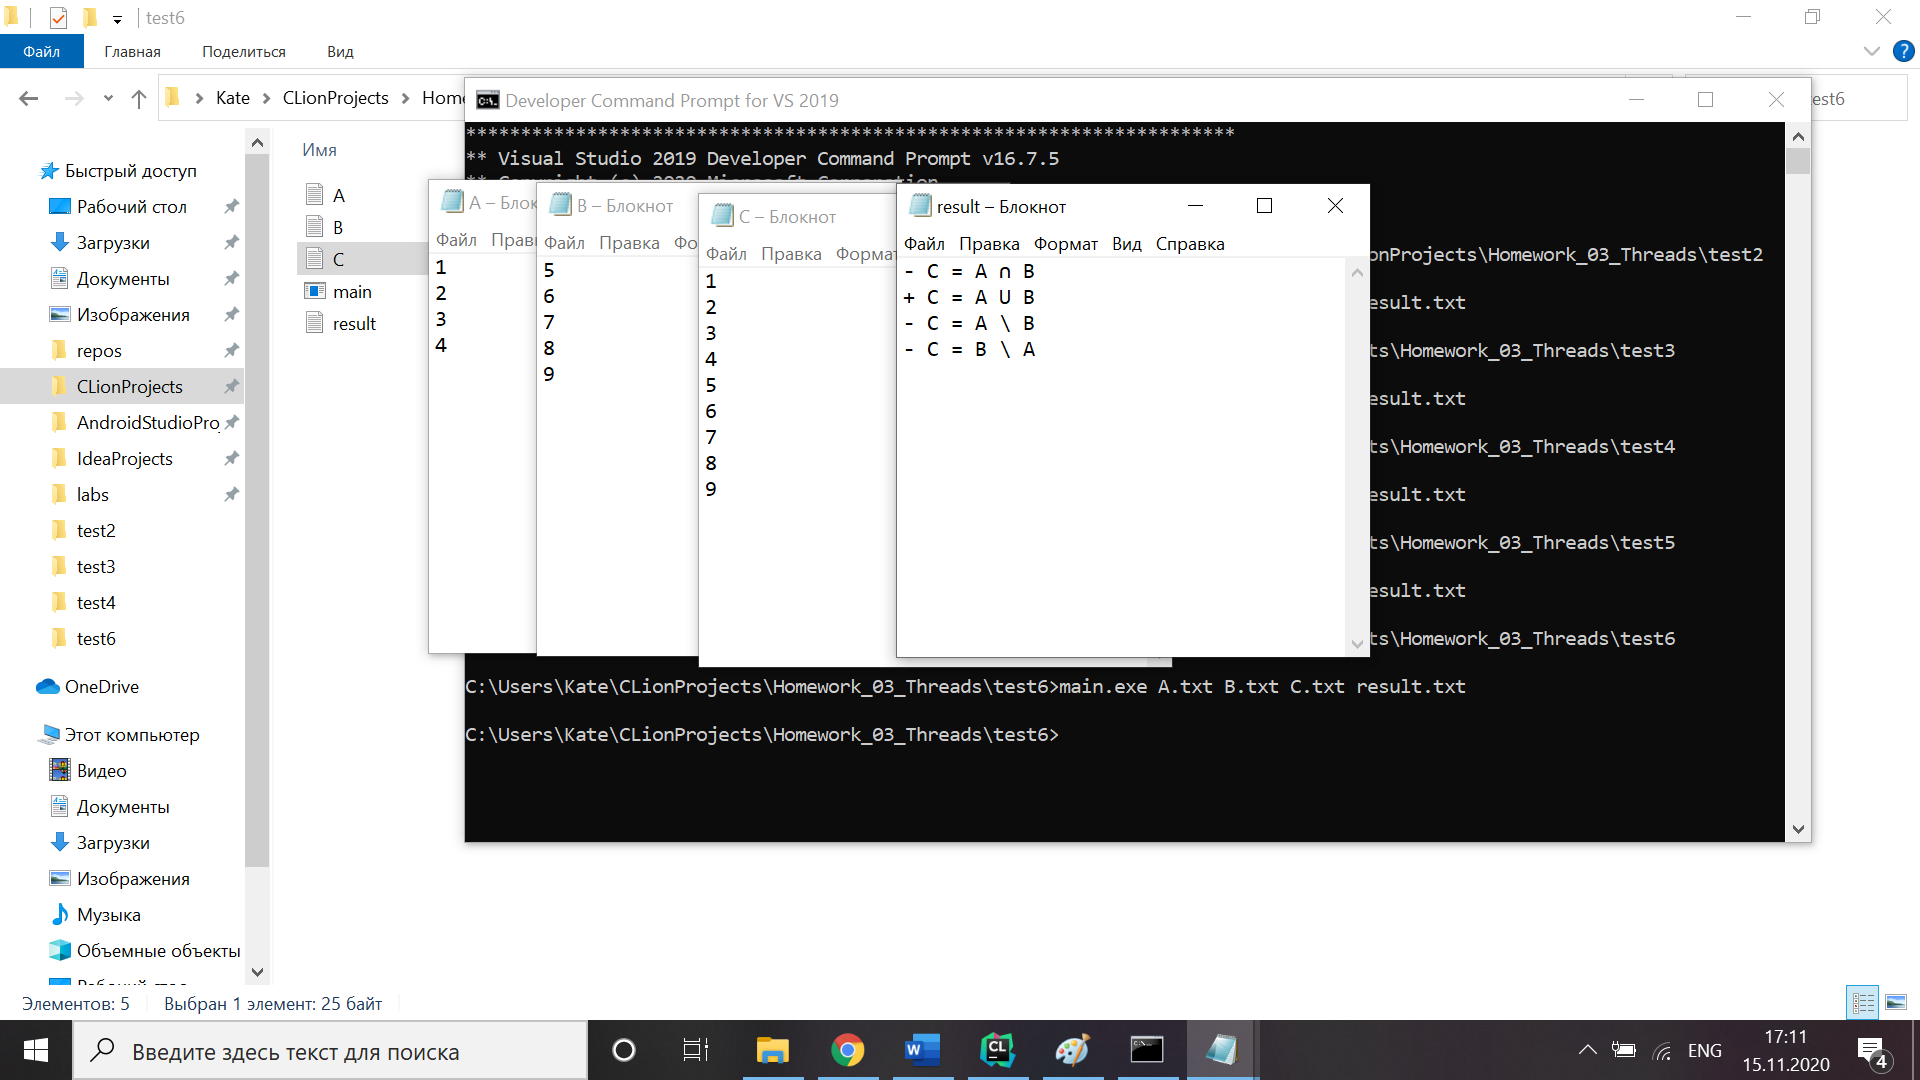 test6
Файл Главная Поделиться Вид
Kate CLionProjects
Developer Command Prompt for VS 2019
Имя
Быстрый доступ
Рабочий стол
Загрузки
Документы
Изображения
repos
CLionProjects
AndroidStudioPro
IdeaProjects
labs
test2
test3
test4
test6
OneDrive
Этот компьютер
Видео
Документы
Загрузки
Изображения
Музыка
Объемные объекты
A
B
C
main
result
**********************************************************************
** Visual Studio 2019 Developer Command Prompt v16.7.5
A – Блок
Файл
1
2
3
4
B – Блокнот
Файл Правка
5
6
7
8
9
C – Блокнот
Файл Правка Формат
1
2
3
4
5
6
7
8
9
result – Блокнот
Файл Правка Формат Вид Справка
- C = A ∩ B
+ C = A U B
- C = A \ B
- C = B \ A
onProjects\Homework_03_Threads\test2
esult.txt
ts\Homework_03_Threads\test3
esult.txt
ts\Homework_03_Threads\test4
esult.txt
ts\Homework_03_Threads\test5
esult.txt
ts\Homework_03_Threads\test6
C:\Users\Kate\CLionProjects\Homework_03_Threads\test6>main.exe A.txt B.txt C.txt result.txt
C:\Users\Kate\CLionProjects\Homework_03_Threads\test6>
Элементов: 5 Выбран 1 элемент: 25 байт
Введите здесь текст для поиска
ENG
17:11
15.11.2020
4